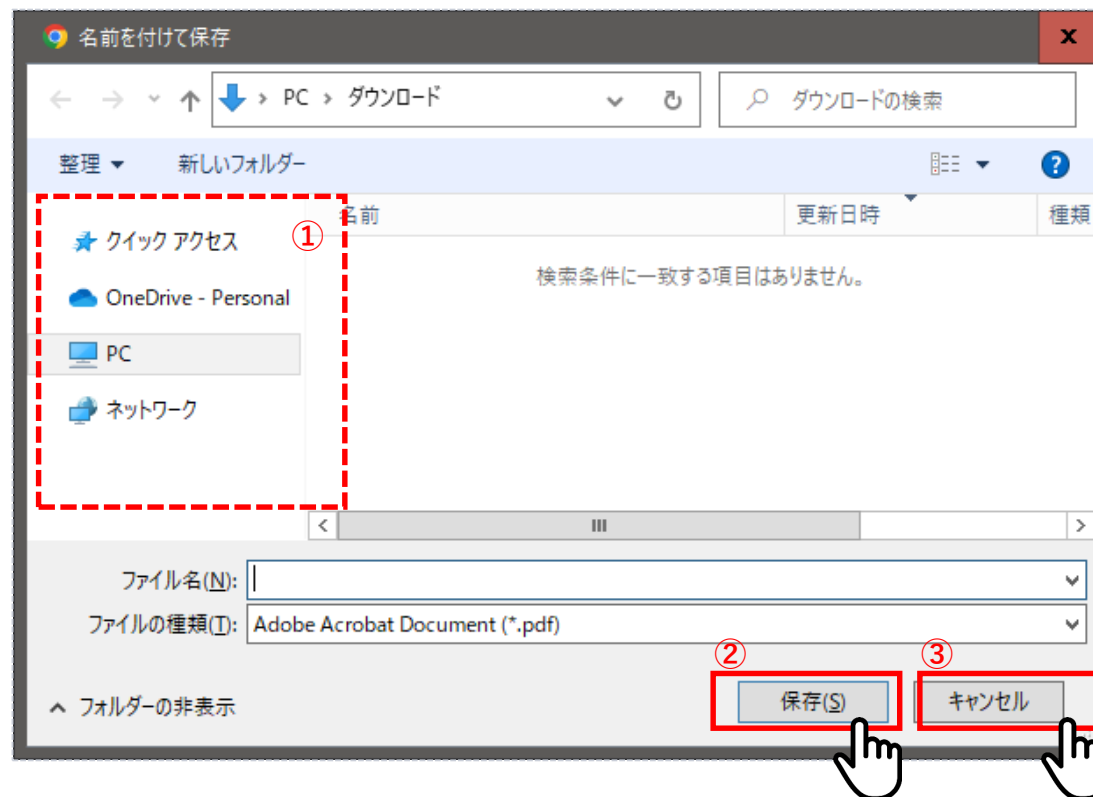 名前を付けて保存
x
PC › ダウンロード
ダウンロードの検索
整理
新しいフォルダー
?
名前
更新日時
種類
①
クイック アクセス
検索条件に一致する項目はありません。
OneDrive - Personal
PC
ネットワーク
ファイル名(N):
ファイルの種類(T): Adobe Acrobat Document (*.pdf)
②
③
フォルダーの非表示
保存(S)
キャンセル